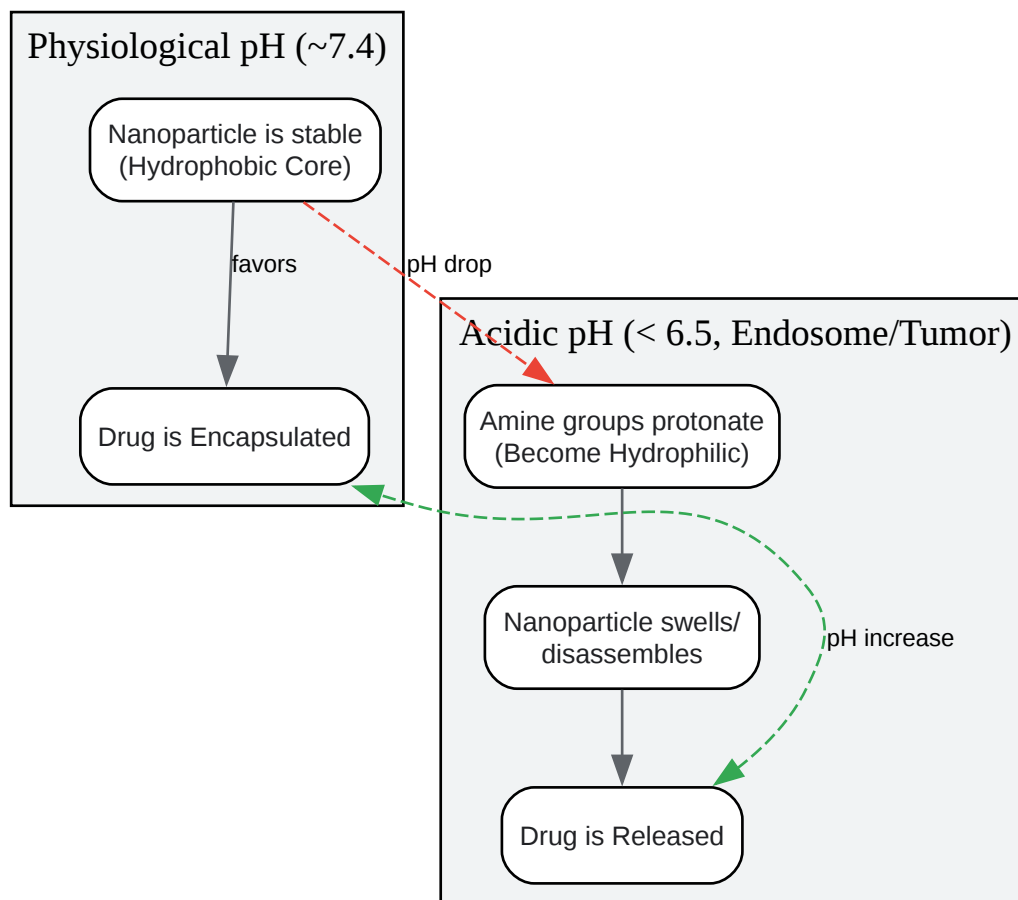 Physiological pH (~7.4)
Nanoparticle is stable
(Hydrophobic Core)
favors
pH drop
Drug is Encapsulated
Acidic pH (< 6.5, Endosome/Tumor)
Amine groups protonate
(Become Hydrophilic)
Nanoparticle swells/
disassembles
pH increase
Drug is Released